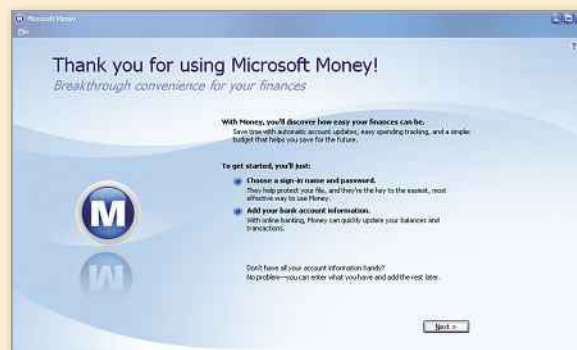 Microsoft Money
File
?
Thank you for using Microsoft Money!
Breakthrough convenience for your finances
With Money, you'll discover how easy your finances can be.
Save time with automatic account updates, easy spending tracking, and a simple
budget that helps you save for the future.
To get started, you'll just:
Choose a sign-in name and password.
They help protect your file, and they're the key to the easiest, most
effective way to use Money.
Add your bank account information.
With online banking, Money can quickly update your balances and
transactions.
M
Don't have all your account information handy?
No problem—you can enter what you have and add the rest later.
Next >